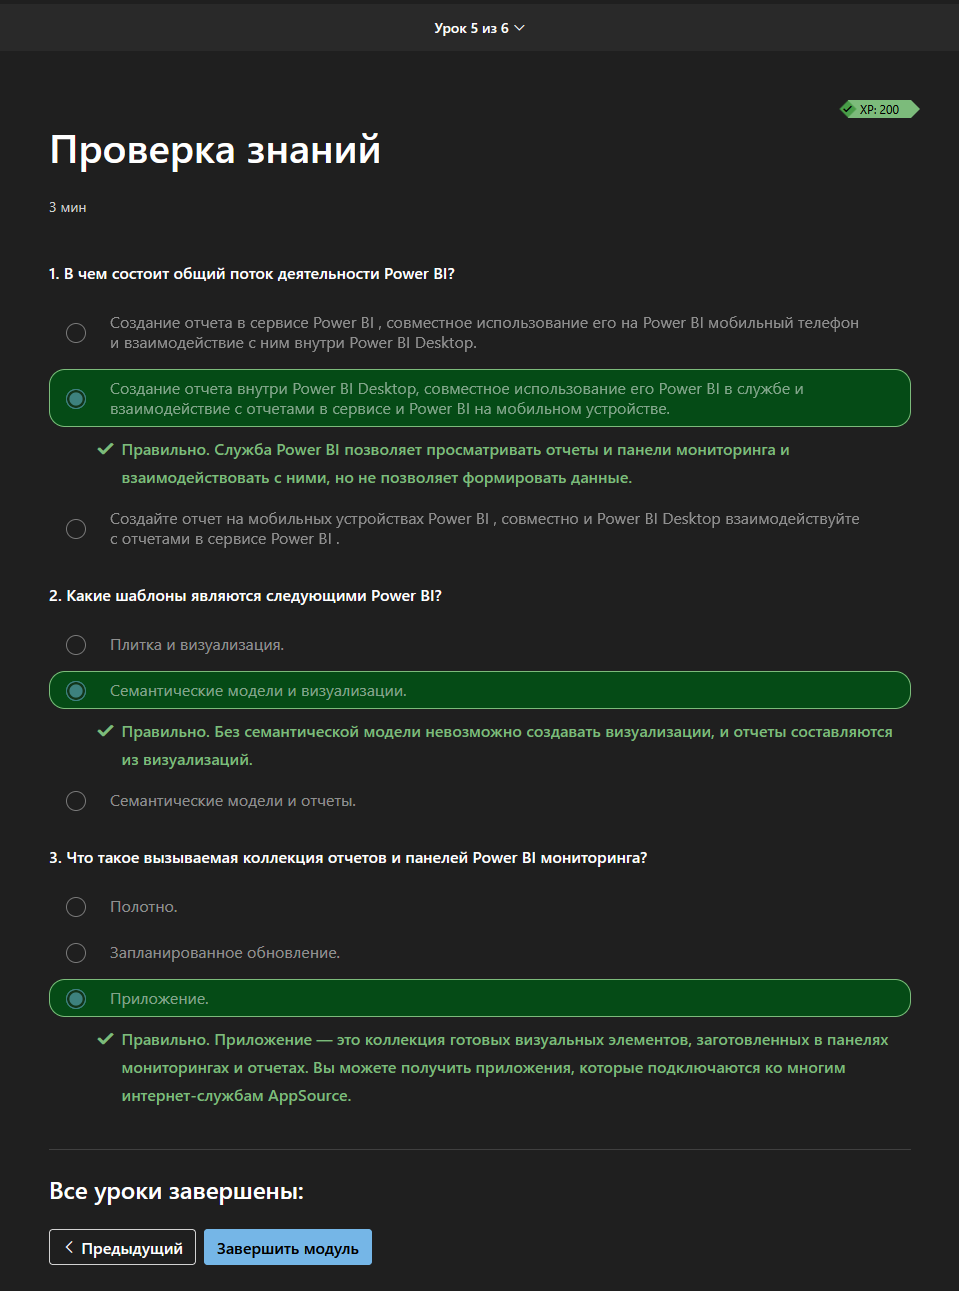 Урок 5 из 6
XP: 200
Проверка знаний
3 мин
1. В чем состоит общий поток деятельности Power BI?
Создание отчета в сервисе Power BI , совместное использование его на Power BI мобильный телефон
и взаимодействие с ним внутри Power BI Desktop.
Создание отчета внутри Power BI Desktop, совместное использование его Power BI в службе и
взаимодействие с отчетами в сервисе и Power BI на мобильном устройстве.
Правильно. Служба Power BI позволяет просматривать отчеты и панели мониторинга и
взаимодействовать с ними, но не позволяет формировать данные.
Создайте отчет на мобильных устройствах Power BI , совместно и Power BI Desktop взаимодействуйте
с отчетами в сервисе Power BI .
2. Какие шаблоны являются следующими Power BI?
Плитка и визуализация.
Семантические модели и визуализации.
Правильно. Без семантической модели невозможно создавать визуализации, и отчеты составляются
из визуализаций.
Семантические модели и отчеты.
3. Что такое вызываемая коллекция отчетов и панелей Power BI мониторинга?
Полотно.
Запланированное обновление.
Приложение.
Правильно. Приложение — это коллекция готовых визуальных элементов, заготовленных в панелях
мониторингах и отчетах. Вы можете получить приложения, которые подключаются ко многим
интернет-службам AppSource.
Все уроки завершены:
Предыдущий
Завершить модуль